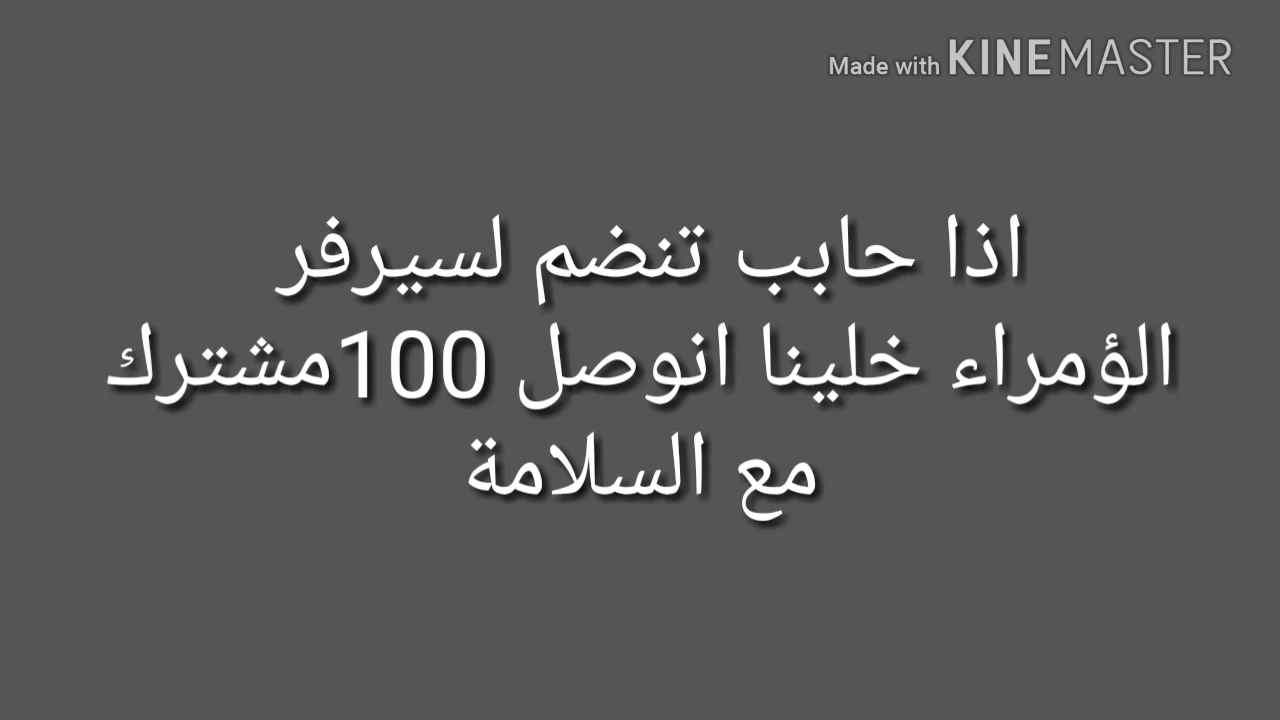 Made with KINEMASTER
اذا حابب تنضم لسيرفر
الؤمراء خلينا انوصل 100مشترك
مع السلامة